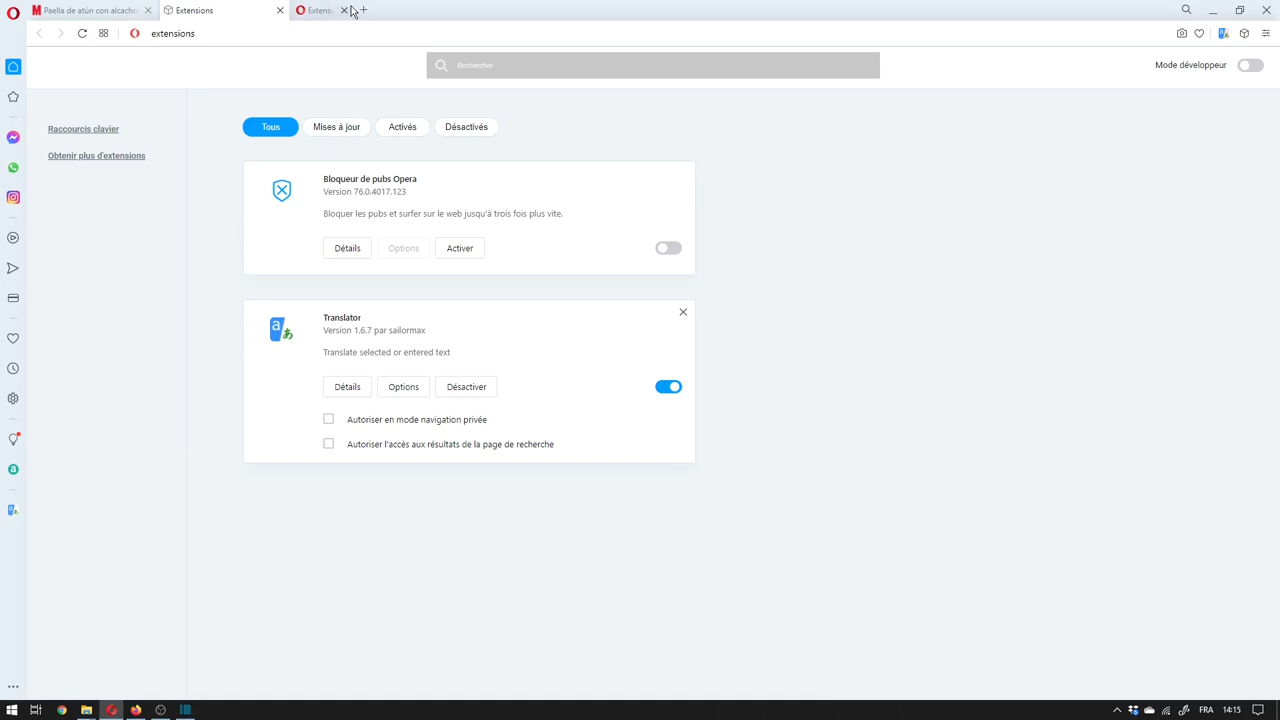 Paella de atún con alcachof
Extensions
Extensi
extensions
Rechercher
Mode développeur
Raccourcis clavier
Obtenir plus d'extensions
Tous
Mises à jour
Activés
Désactivés
Bloqueur de pubs Opera
Version 76.0.4017.123
Bloquer les pubs et surfer sur le web jusqu'à trois fois plus vite.
Détails
Options
Activer
Translator
Version 1.6.7 par sailormax
Translate selected or entered text
Détails
Options
Désactiver
Autoriser en mode navigation privée
Autoriser l'accès aux résultats de la page de recherche
FRA
14:15